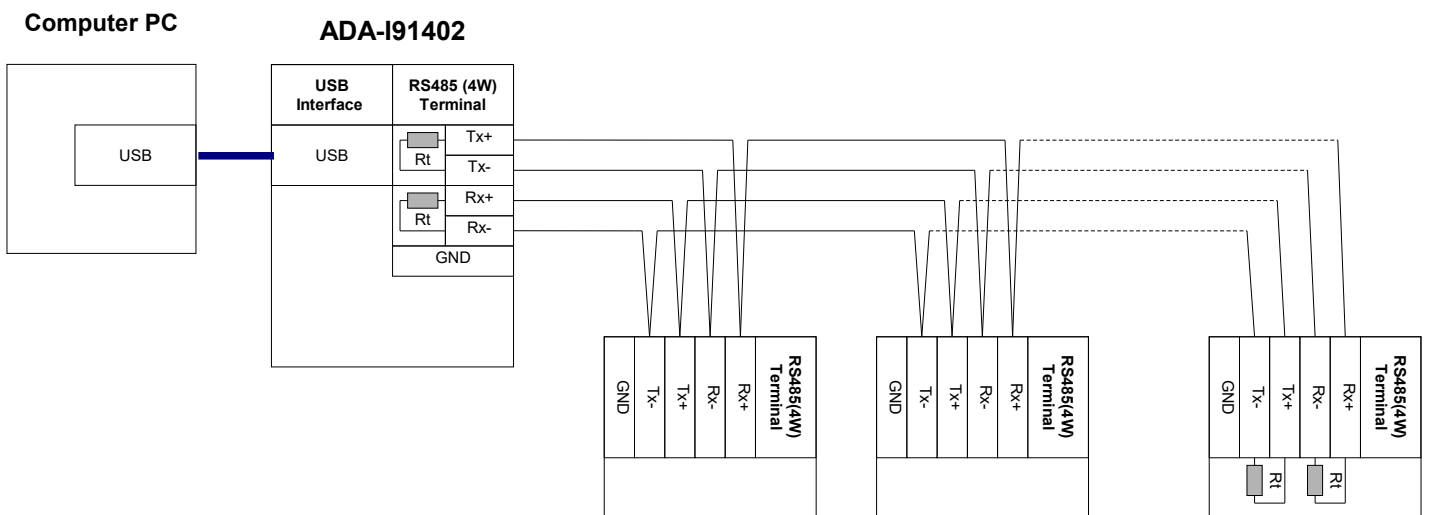 Computer PC
ADA-I91402
USB
Interface
RS485 (4W)
Terminal
USB
USB
Rt
Tx+
Tx-
Rt
Rx+
Rx-
GND
GND
Tx-
Tx+
Rx-
Rx+
RS485(4W)
Terminal
GND
Tx-
Tx+
Rx-
Rx+
RS485(4W)
Terminal
GND
Tx-
Tx+
Rx-
Rx+
RS485(4W)
Terminal
Rt
Rt